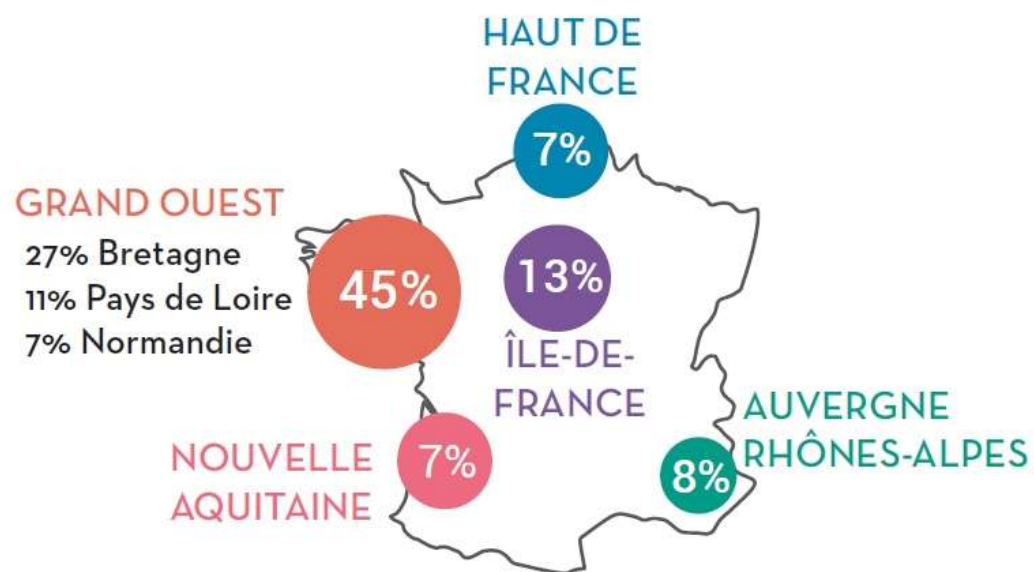 HAUT DE
FRANCE
7%
GRAND OUEST
27% Bretagne
11% Pays de Loire
7% Normandie
45%
13%
ÎLE-DE-
FRANCE
NOUVELLE
AQUITAINE
7%
AUVERGNE
RHÔNES-ALPES
8%